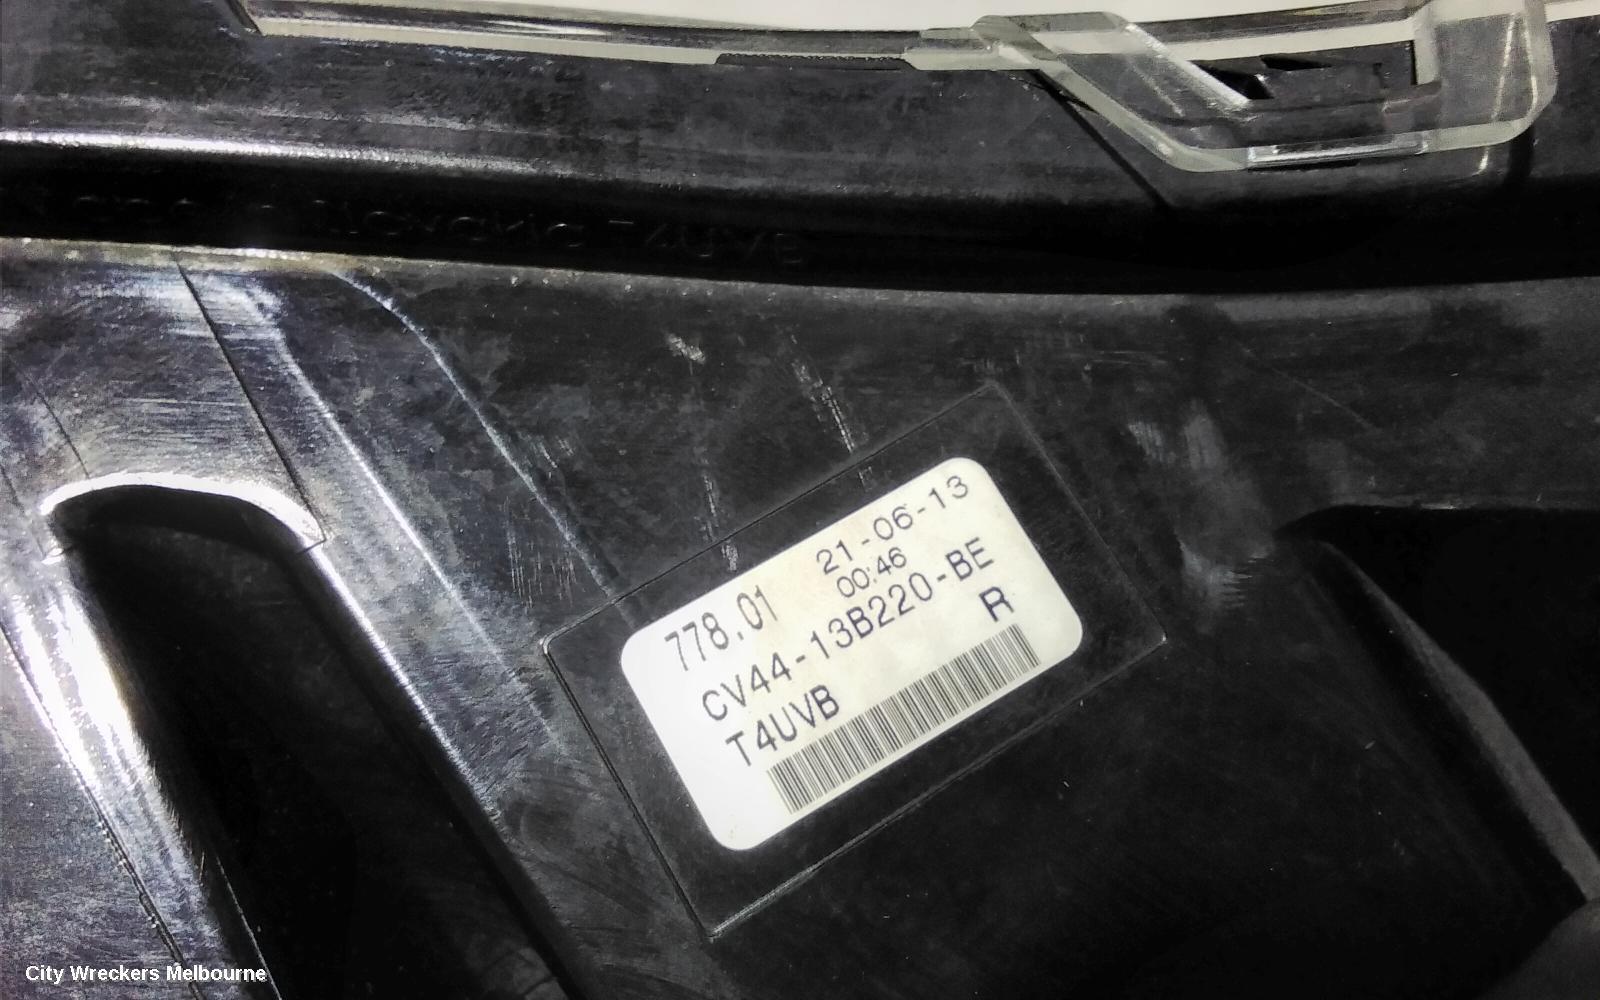 778.01 21-06-13
00:46
CV44-13B220-BE
T4UVB R
City Wreckers Melbourne